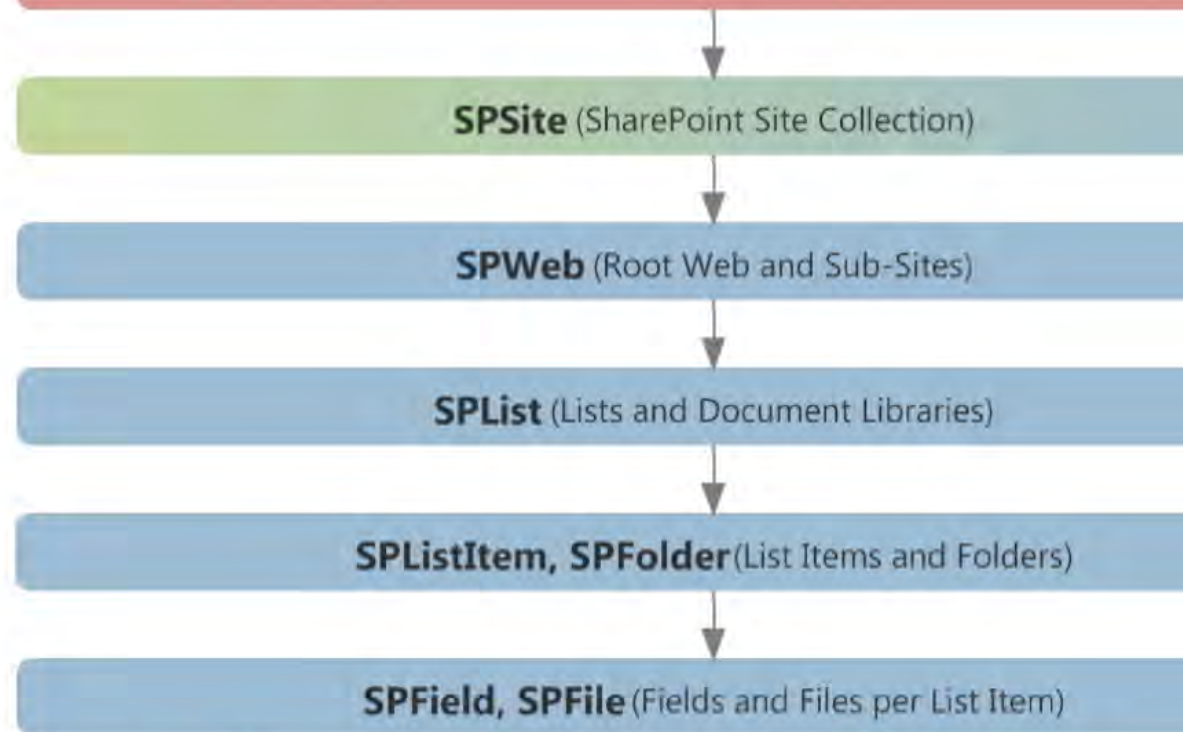 SPSite (SharePoint Site Collection)
SPWeb (Root Web and Sub-Sites)
SPList (Lists and Document Libraries)
SPListItem, SPFolder (List Items and Folders)
SPField, SPFile (Fields and Files per List Item)